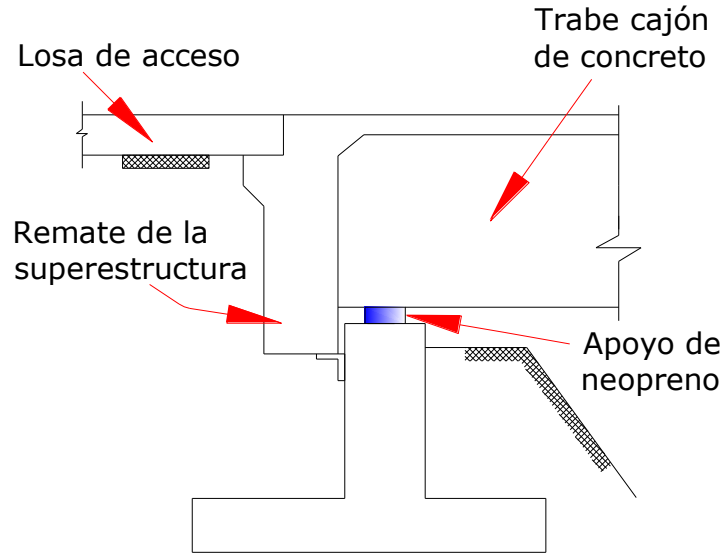 Trabe cajón
de concreto
Losa de acceso
Remate de la
superestructura
Apoyo de
neopreno